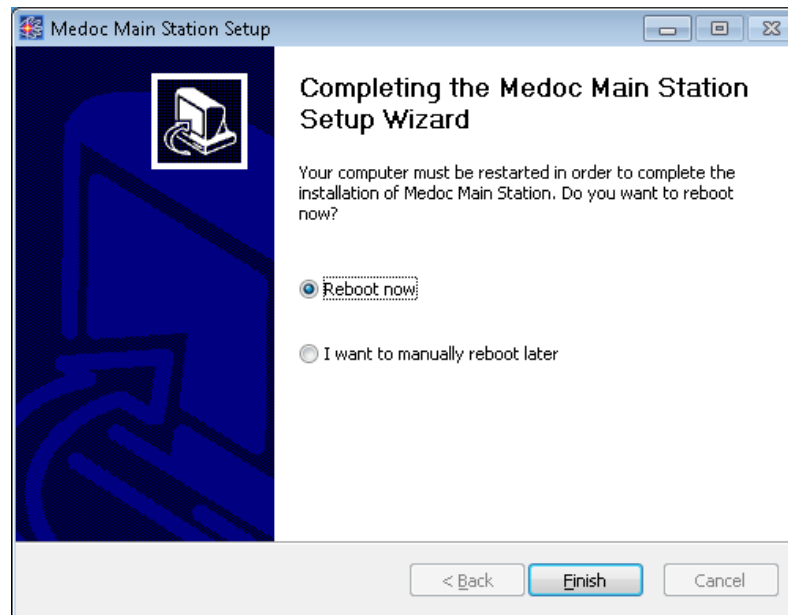 Medoc Main Station Setup
Completing the Medoc Main Station
Setup Wizard
Your computer must be restarted in order to complete the
installation of Medoc Main Station. Do you want to reboot
now?
Reboot now
I want to manually reboot later
< Back
Finish
Cancel